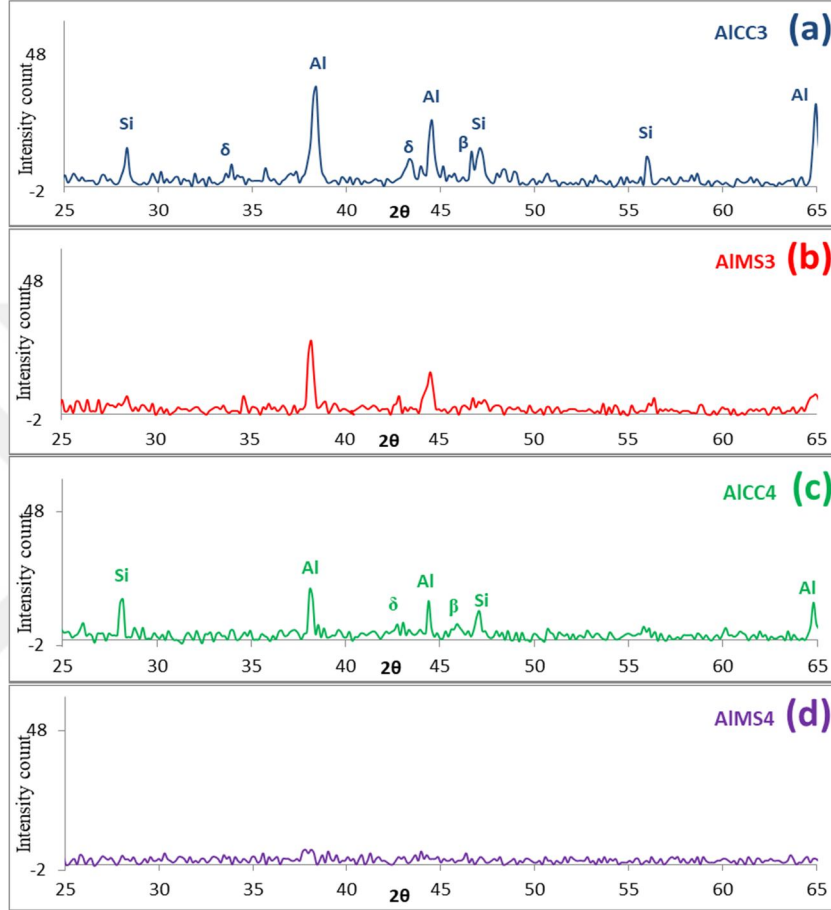 AlCC3 (a)
Intensity count
48
-2
Si
δ
Al
δ
Al
β
Si
Si
Al
25 30 35 40 45 50 55 60 65
2θ
AlMS3 (b)
Intensity count
48
-2
25 30 35 40 45 50 55 60 65
2θ
AlCC4 (c)
Intensity count
48
-2
Si
Al
δ
Al
β
Si
Al
25 30 35 40 45 50 55 60 65
2θ
AlMS4 (d)
Intensity count
48
-2
25 30 35 40 45 50 55 60 65
2θ